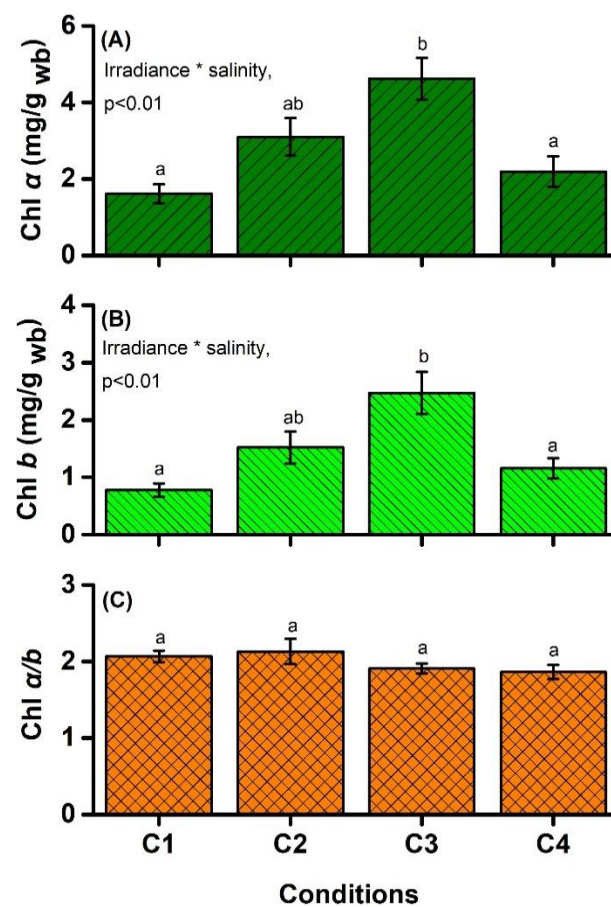 (A)
Irradiance * salinity,
p<0.01
Chl α (mg/g wb)
6
4
2
0
a
ab
b
a
(B)
Irradiance * salinity,
p<0.01
Chl b (mg/g wb)
4
3
2
1
0
a
ab
b
a
(C)
Chl a/b
3
2
1
0
a
a
a
a
C1 C2 C3 C4
Conditions